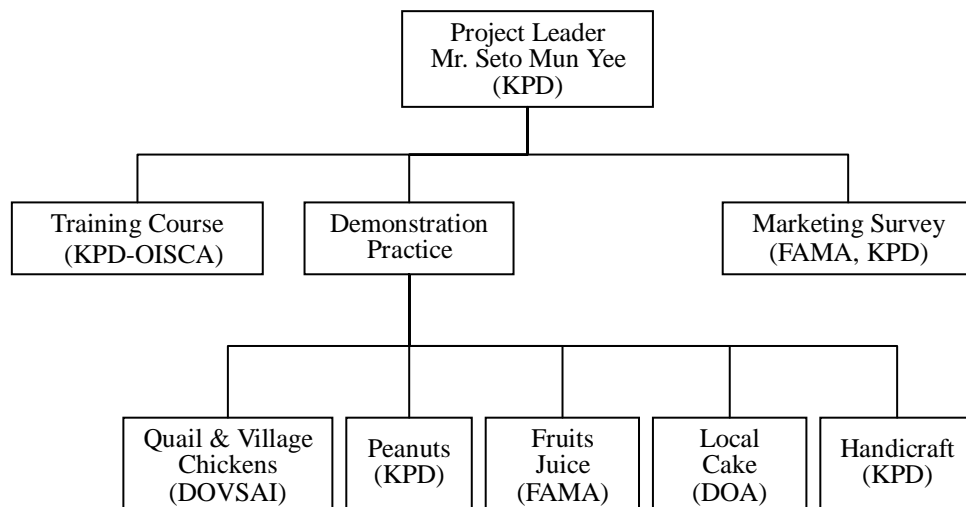 Project Leader
Mr. Seto Mun Yee
(KPD)
Training Course
(KPD-OISCA)
Demonstration
Practice
Marketing Survey
(FAMA, KPD)
Quail & Village
Chickens
(DOVSAI)
Peanuts
(KPD)
Fruits
Juice
(FAMA)
Local
Cake
(DOA)
Handicraft
(KPD)